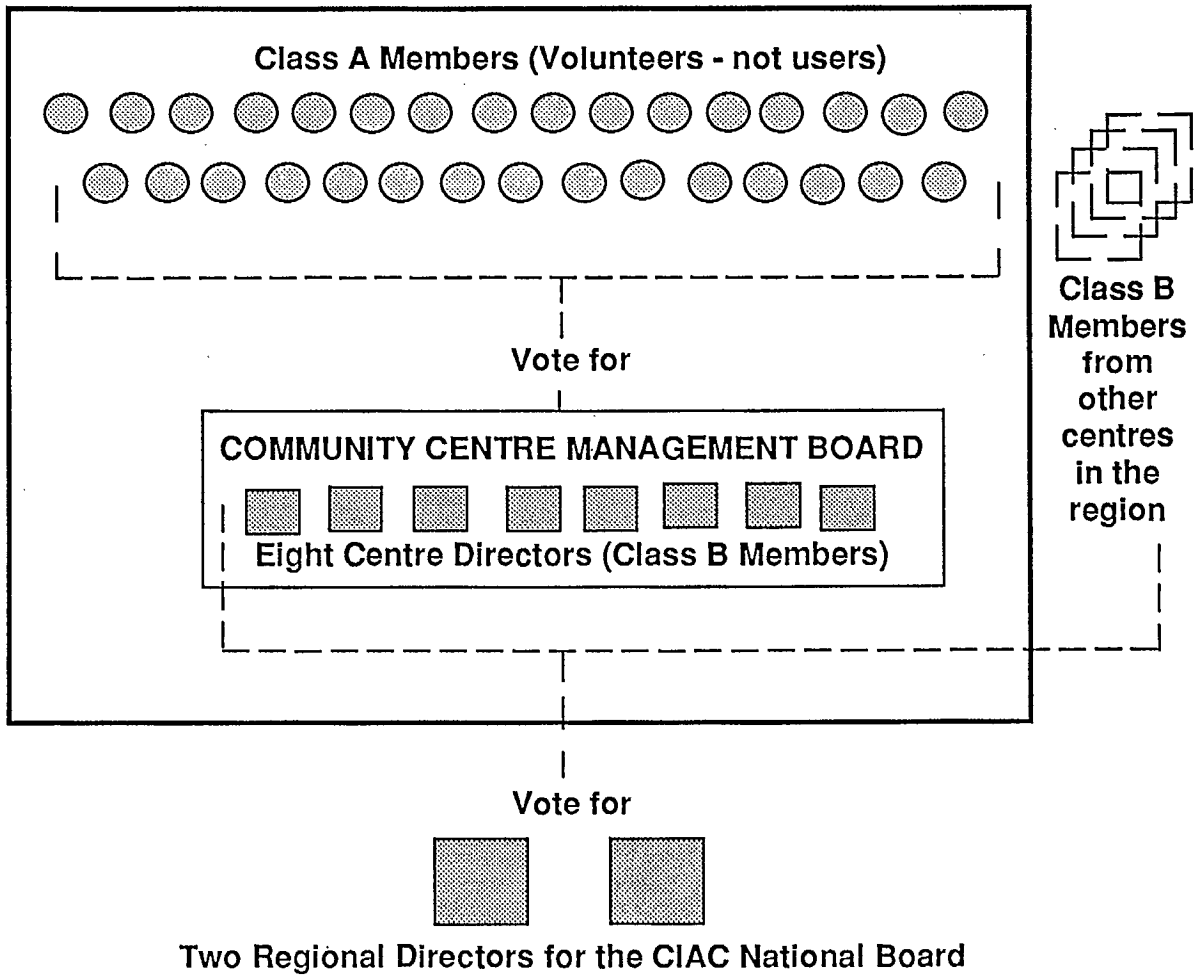 Class A Members (Volunteers - not users)
Class B
Members
from
other
centres
in the
region
Vote for
COMMUNITY CENTRE MANAGEMENT BOARD
Eight Centre Directors (Class B Members)
Vote for
Two Regional Directors for the CIAC National Board